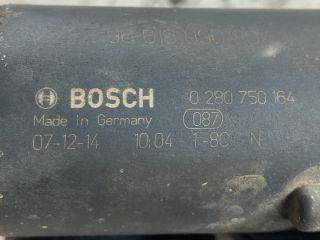 BOSCH 0 280 750 164
Made in Germany 087
07-12-14 10:04 1-8C N